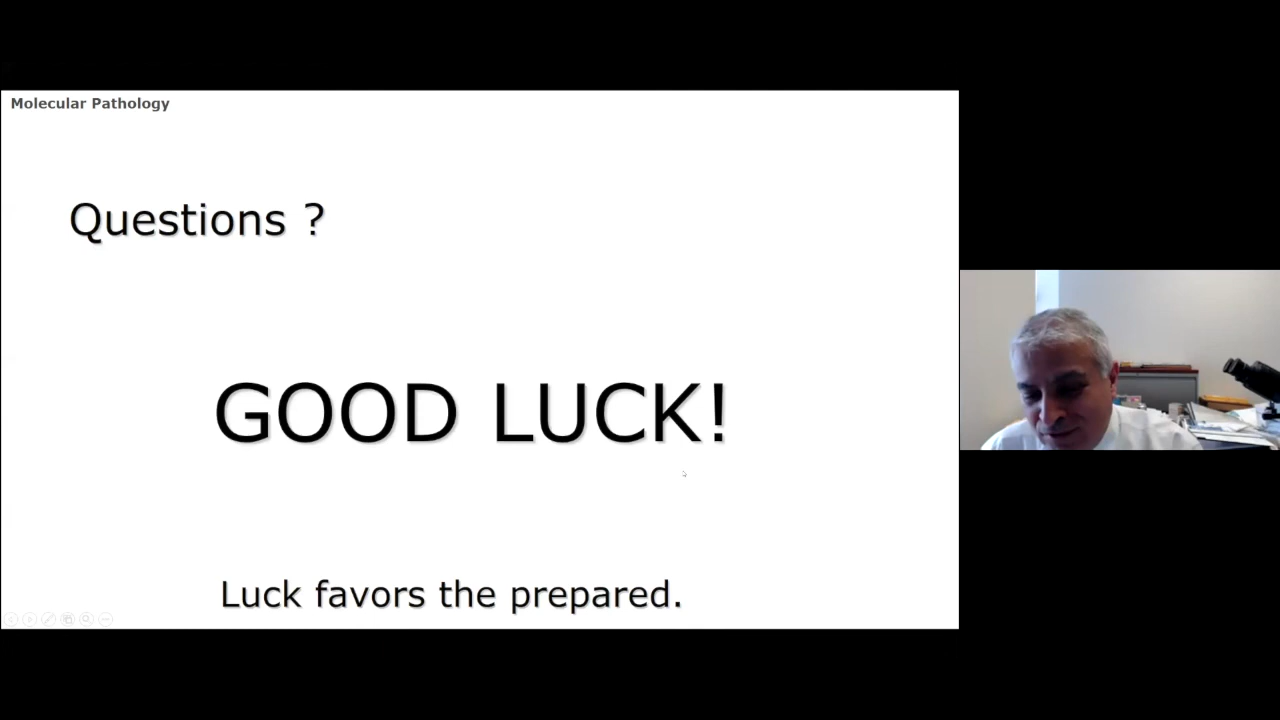 Molecular Pathology
Questions ?
GOOD LUCK!
Luck favors the prepared.